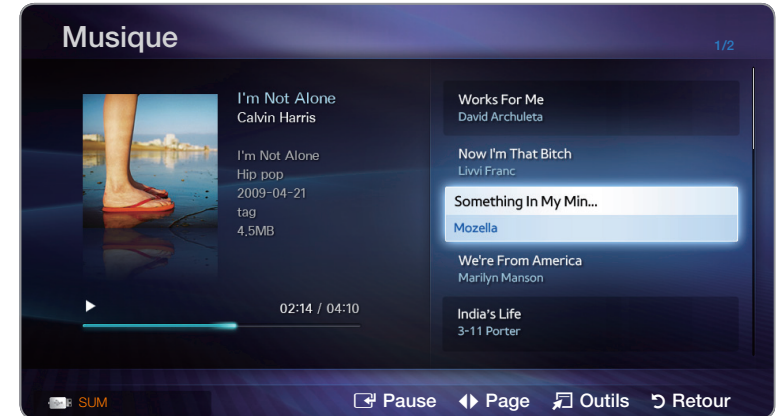 Musique
1/2
I'm Not Alone
Calvin Harris
I'm Not Alone
Hip pop
2009-04-21
tag
4,5MB
02:14 / 04:10
Works For Me
David Archuleta
Now I'm That Bitch
Livvi Franc
Something In My Min...
Mozella
We're From America
Marilyn Manson
India's Life
3-11 Porter
SUM
Pause Page Outils Retour